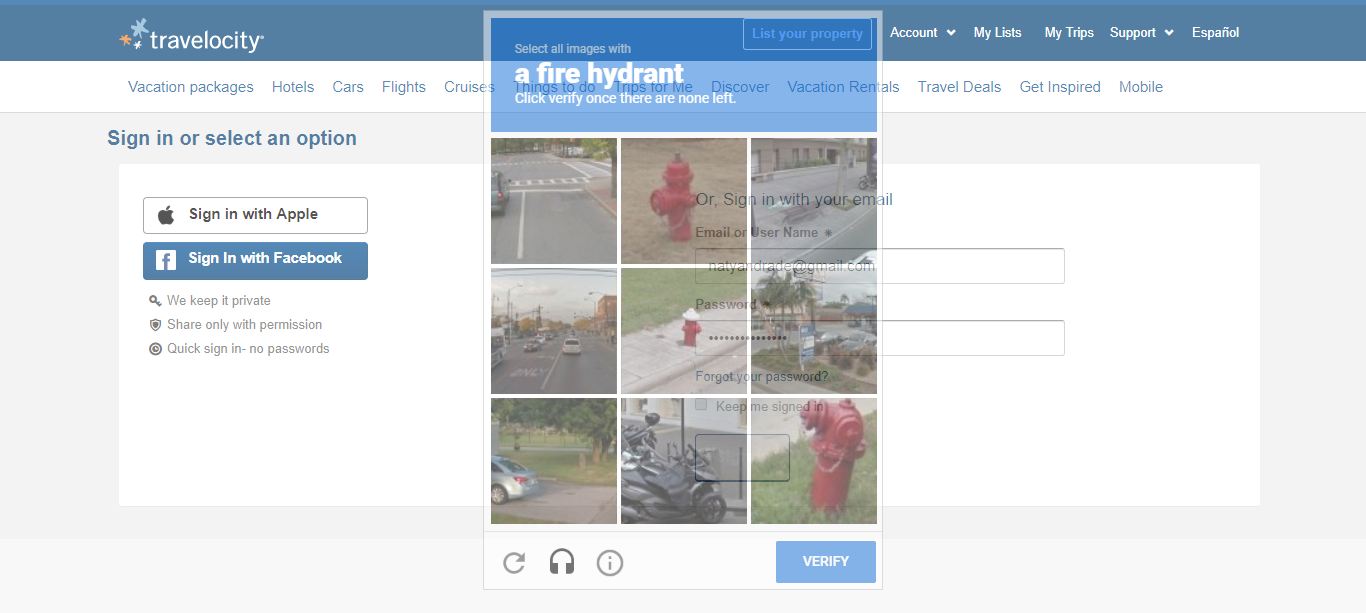 travelocity
List your property
Account
My Lists
My Trips
Support
Español
Vacation packages
Hotels
Cars
Flights
Cruises
Things to do
Trips for Me
Discover
Vacation Rentals
Travel Deals
Get Inspired
Mobile
Select all images with
a fire hydrant
Click verify once there are none left.
Sign in or select an option
Sign in with Apple
Sign In with Facebook
We keep it private
Share only with permission
Quick sign in- no passwords
Or, Sign in with your email
Email or User Name *
natyandrade@gmail.com
Password *
•••••••••••••••
Forgot your password?
Keep me signed in
ONLY
VERIFY